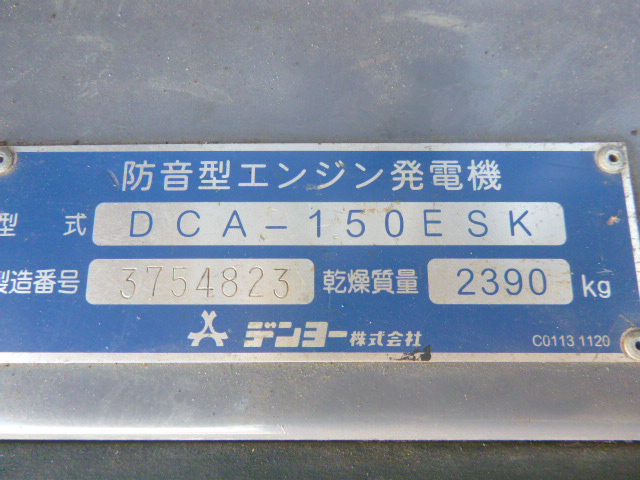 防音型エンジン発電機
型 式 DCA-150ESK
製造番号 3754823 乾燥質量 2390 kg
デンヨー株式会社 C0113 1120